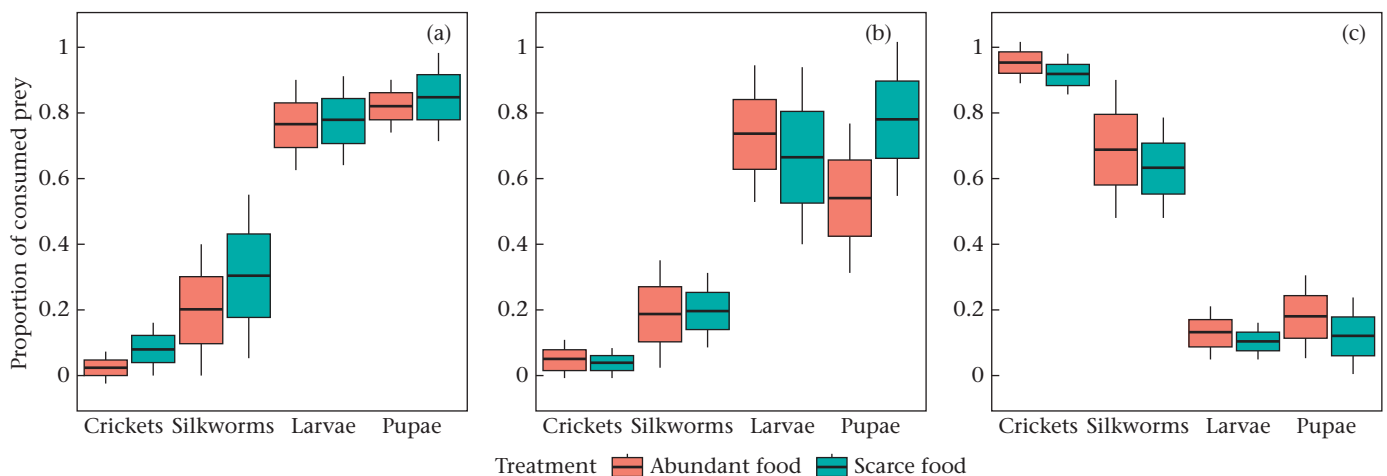 (a) (b) (c)
Proportion of consumed prey
1 1 1
0.8 0.8 0.8
0.6 0.6 0.6
0.4 0.4 0.4
0.2 0.2 0.2
0 0 0
Crickets Silkworms Larvae Pupae Crickets Silkworms Larvae Pupae Crickets Silkworms Larvae Pupae
Treatment Abundant food Scarce food